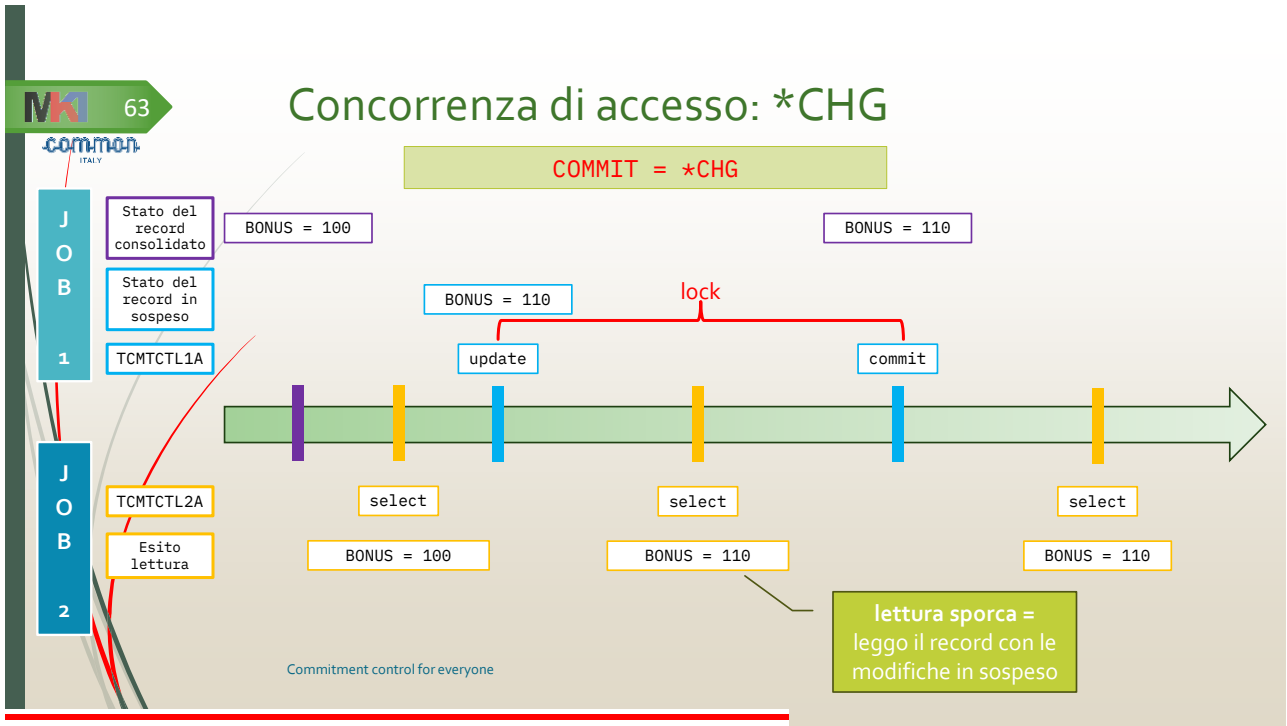 MKI
63
common
ITALY
Concorrenza di accesso: *CHG
COMMIT = *CHG
J
O
B
1
Stato del
record
consolidato
BONUS = 100
BONUS = 110
Stato del
record in
sospeso
BONUS = 110
lock
TCMTCTL1A
update
commit
J
O
B
2
TCMTCTL2A
select
select
select
Esito
lettura
BONUS = 100
BONUS = 110
BONUS = 110
lettura sporca =
leggo il record con le
modifiche in sospeso
Commitment control for everyone